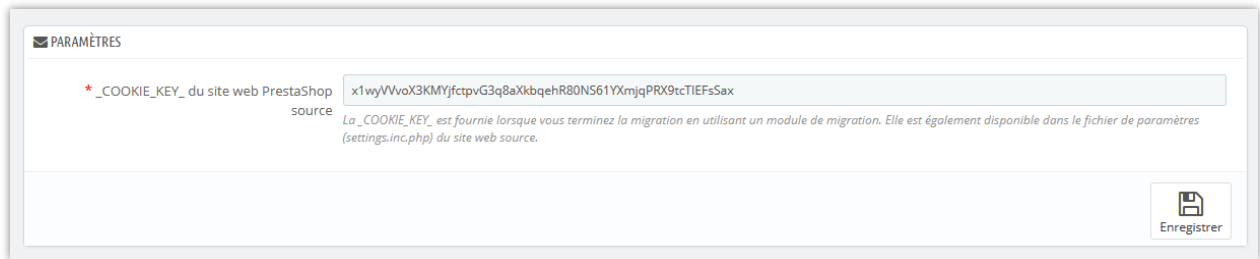 PARAMÈTRES
* _COOKIE_KEY_ du site web PrestaShop
source
x1wyVVvoX3KMYjfctpvG3q8aXkbqehR80NS61YXmjqPRX9tcTIEFsSax
La _COOKIE_KEY_ est fournie lorsque vous terminez la migration en utilisant un module de migration. Elle est également disponible dans le fichier de paramètres
(settings.inc.php) du site web source.
Enregistrer